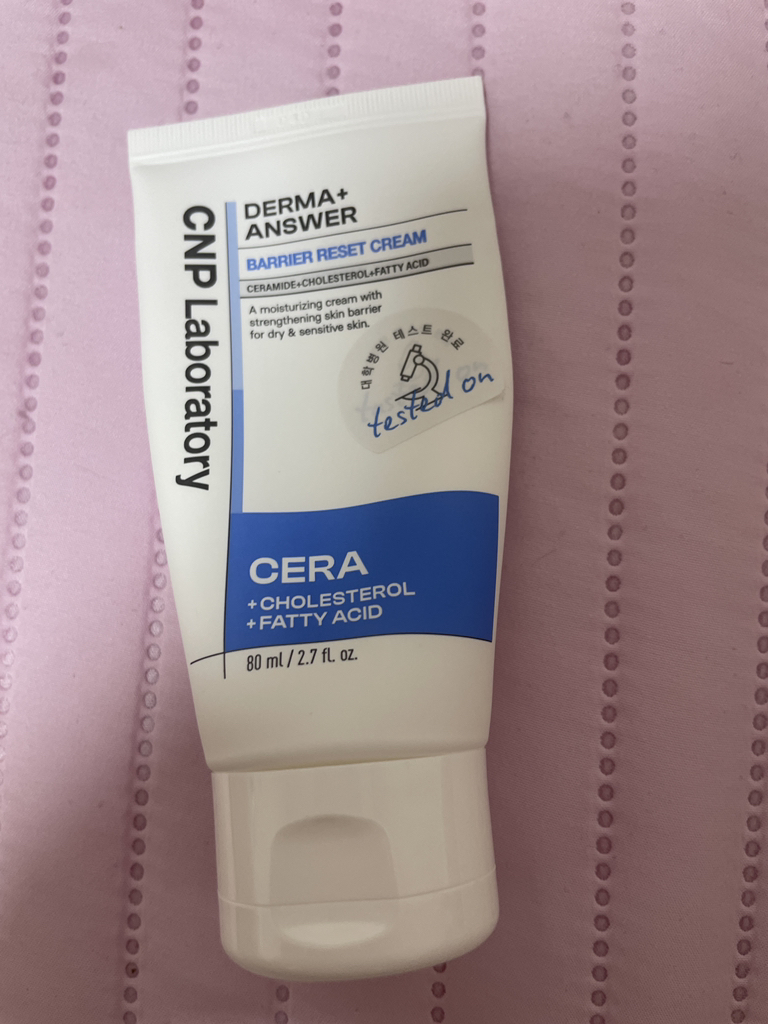 CNP Laboratory
DERMA+
ANSWER
BARRIER RESET CREAM
CERAMIDE+CHOLESTEROL+FATTY ACID
A moisturizing cream with
strengthening skin barrier
for dry & sensitive skin.
대학병원 테스트 완료
tested on
CERA
+CHOLESTEROL
+FATTY ACID
80 ml / 2.7 fl. oz.